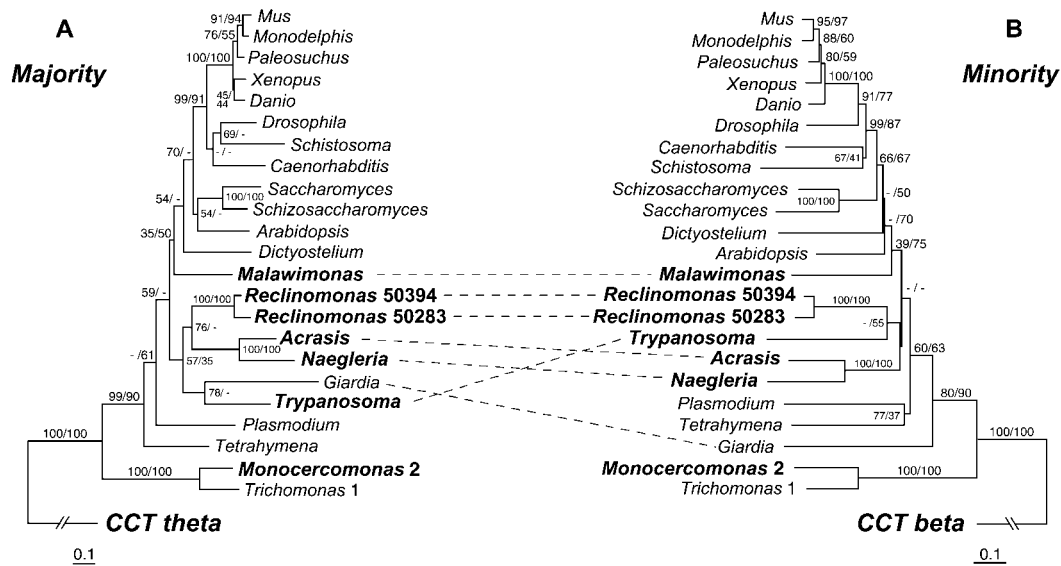 A
Majority
Mus
91/94
76/55
Monodelphis
100/100
Paleosuchus
Xenopus
45/
44
Danio
99/91
Drosophila
69/ -
Schistosoma
- / -
Caenorhabditis
70/ -
Saccharomyces
100/100
Schizosaccharomyces
54/ -
54/ -
Arabidopsis
35/50
Dictyostelium
Malawimonas
59/ -
100/100
Reclinomonas 50394
Reclinomonas 50283
76/ -
Acrasis
100/100
57/35
Naegleria
- /61
Giardia
78/ -
Trypanosoma
99/90
Plasmodium
100/100
Tetrahymena
100/100
Monocercomonas 2
Trichomonas 1
CCT theta
0.1
B
Minority
Mus
95/97
Monodelphis
88/60
Paleosuchus
80/59
Xenopus
100/100
Danio
91/77
Drosophila
99/87
Caenorhabditis
67/41
66/67
Schistosoma
Schizosaccharomyces
- /50
100/100
Saccharomyces
- /70
Dictyostelium
39/75
Arabidopsis
Malawimonas
- / -
Reclinomonas 50394
100/100
Reclinomonas 50283
- /55
Trypanosoma
60/63
Acrasis
100/100
Naegleria
80/90
Plasmodium
77/37
Tetrahymena
100/100
Giardia
Monocercomonas 2
100/100
Trichomonas 1
CCT beta
0.1